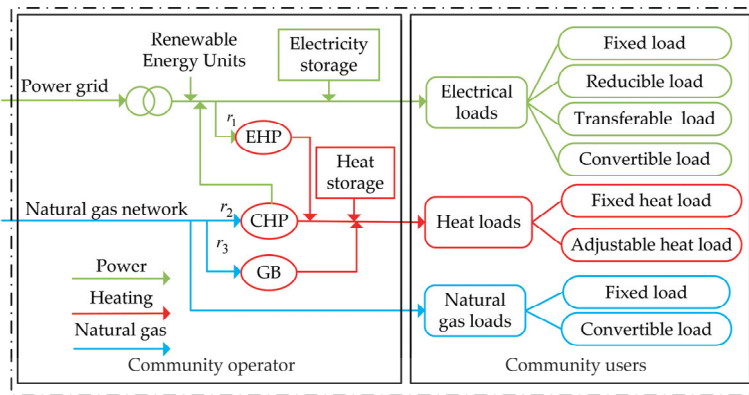 Renewable
Energy Units
Electricity
storage
Power grid
r1
EHP
Heat
storage
Natural gas network
r2
CHP
r3
GB
Power
Heating
Natural gas
Community operator
Electrical
loads
Fixed load
Reducible load
Transferable load
Convertible load
Heat loads
Fixed heat load
Adjustable heat load
Natural
gas loads
Fixed load
Convertible load
Community users